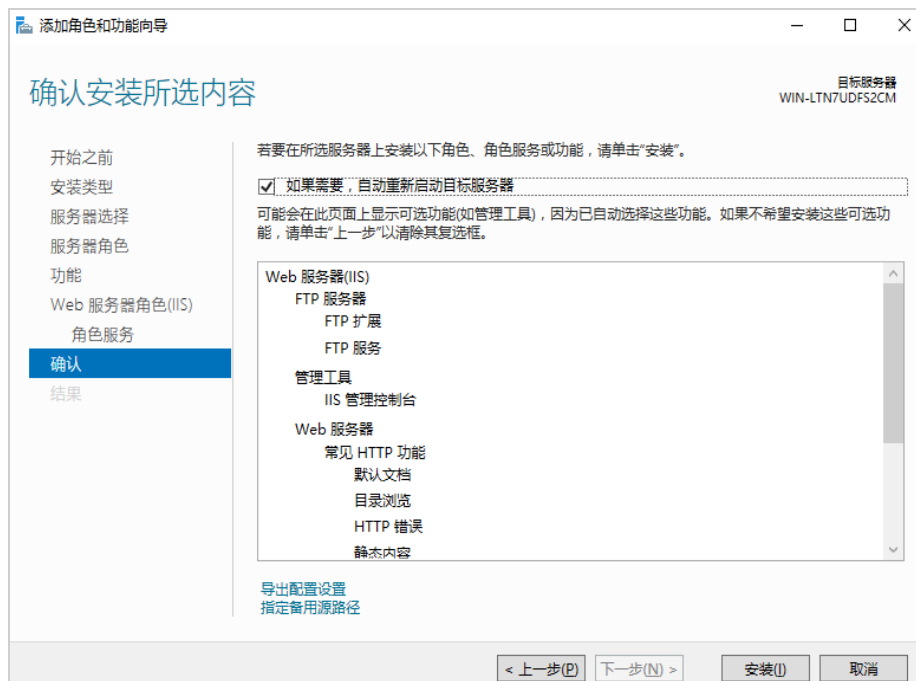 添加角色和功能向导
确认安装所选内容
目标服务器
WIN-LTN7UDFS2CM
开始之前
安装类型
服务器选择
服务器角色
功能
Web 服务器角色(IIS)
角色服务
确认
结果
若要在所选服务器上安装以下角色、角色服务或功能，请单击"安装"。
如果需要，自动重新启动目标服务器
可能会在此页面上显示可选功能(如管理工具)，因为已自动选择这些功能。如果不希望安装这些可选功
能，请单击"上一步"以清除其复选框。
Web 服务器(IIS)
FTP 服务器
FTP 扩展
FTP 服务
管理工具
IIS 管理控制台
Web 服务器
常见 HTTP 功能
默认文档
目录浏览
HTTP 错误
静态内容
导出配置设置
指定备用源路径
< 上一步(P)
下一步(N) >
安装(I)
取消